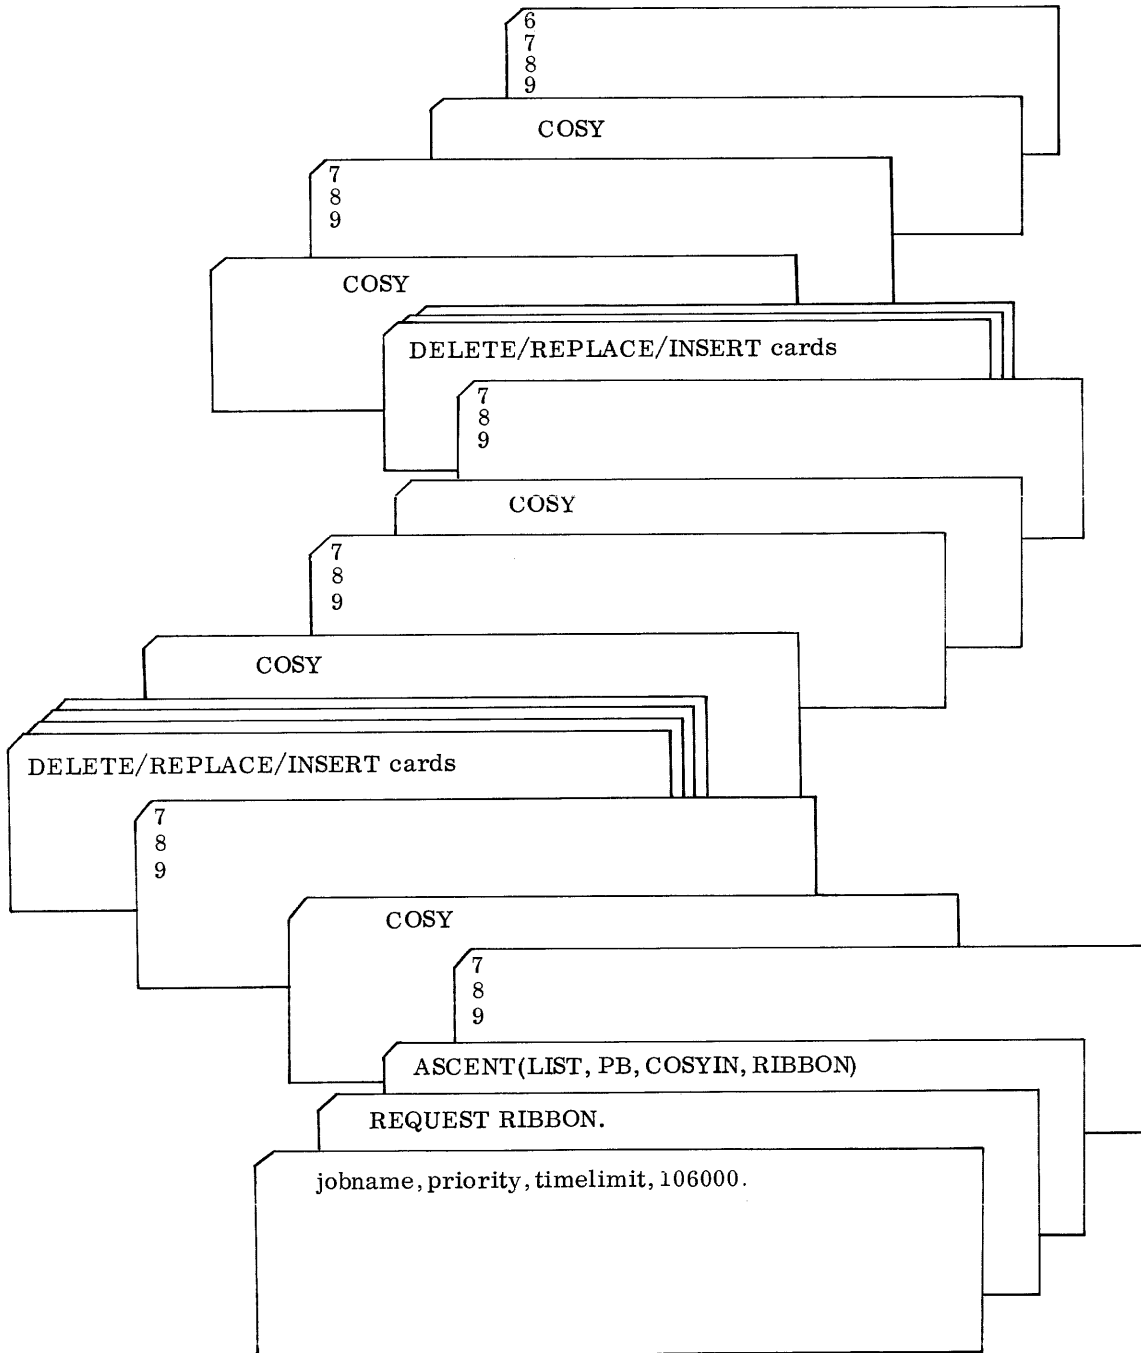 6
7
8
9
COSY
7
8
9
COSY
DELETE/REPLACE/INSERT cards
7
8
9
COSY
7
8
9
COSY
DELETE/REPLACE/INSERT cards
7
8
9
COSY
7
8
9
ASCENT(LIST, PB, COSYIN, RIBBON)
REQUEST RIBBON.
jobname, priority, timelimit, 106000.